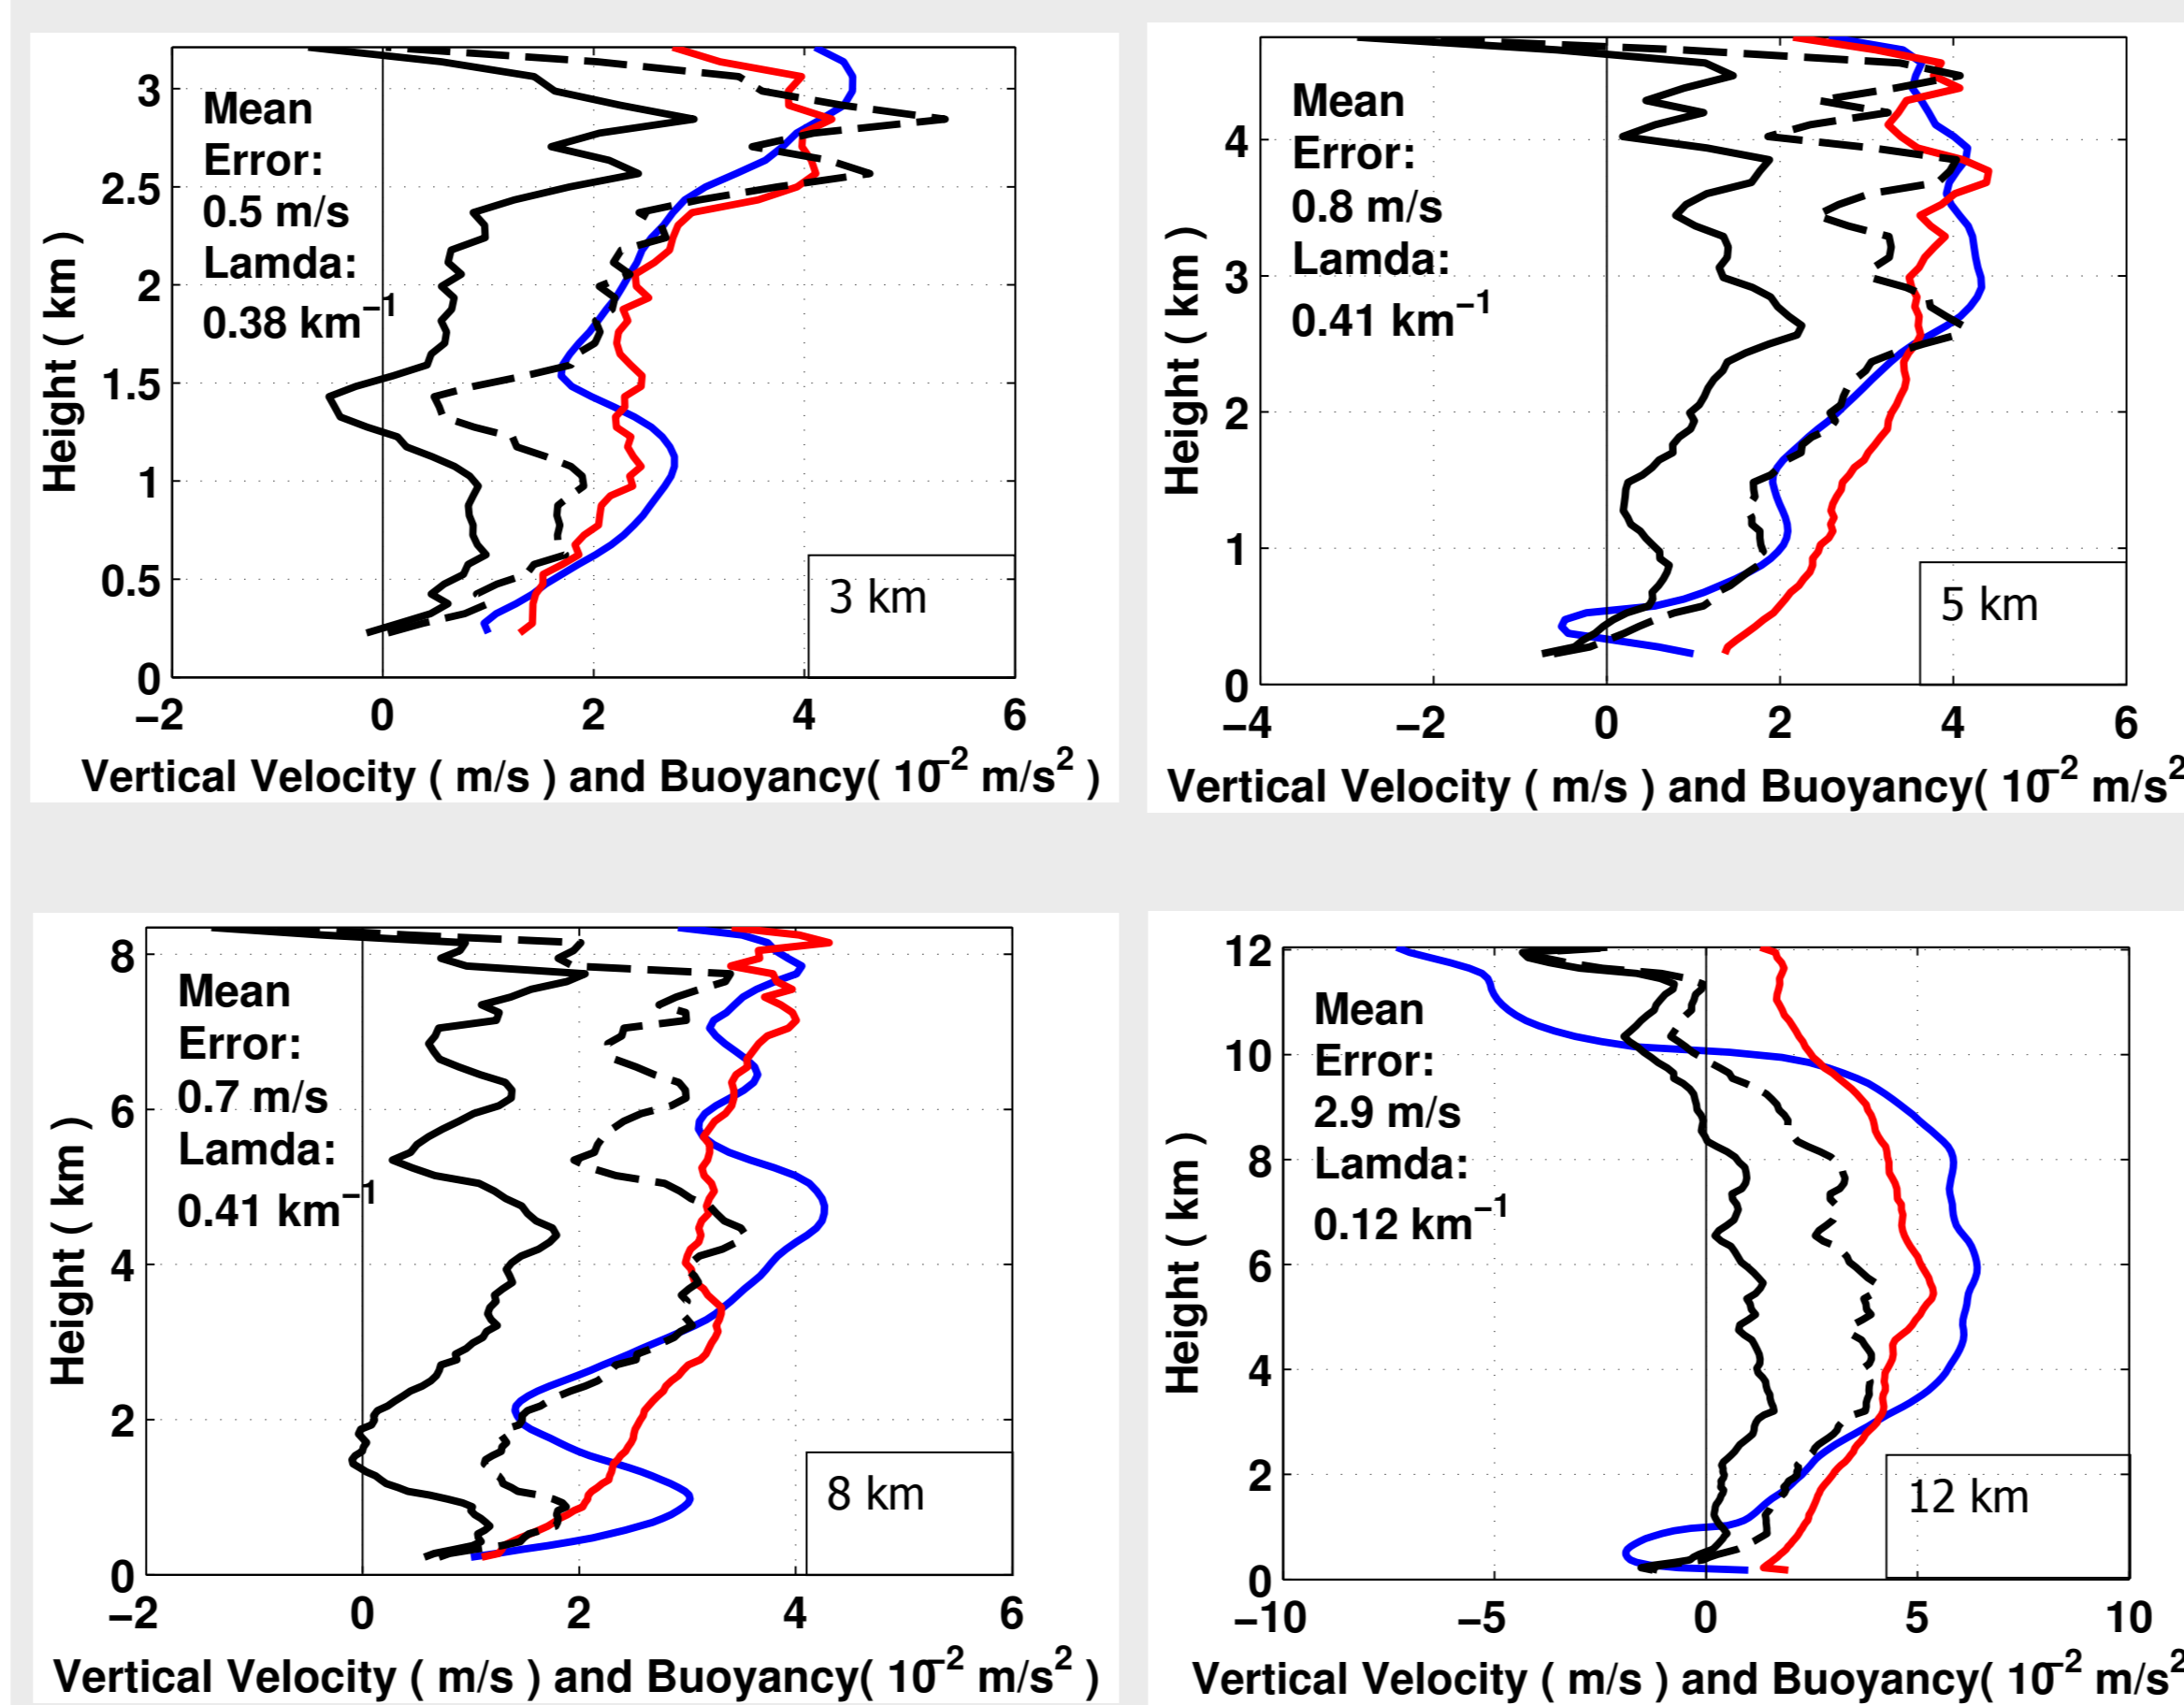 3
2.5
2
1.5
1
0.5
0
Mean
Error:
0.5 m/s
Lamda:
0.38 km−1
3 km
−2 0 2 4 6
Height ( km )
Vertical Velocity ( m/s ) and Buoyancy( 10−2 m/s2 )
4
3
2
1
0
Mean
Error:
0.8 m/s
Lamda:
0.41 km−1
5 km
−4 −2 0 2 4 6
Height ( km )
Vertical Velocity ( m/s ) and Buoyancy( 10−2 m/s2
8
6
4
2
0
Mean
Error:
0.7 m/s
Lamda:
0.41 km−1
8 km
−2 0 2 4 6
Height ( km )
Vertical Velocity ( m/s ) and Buoyancy( 10−2 m/s2 )
12
10
8
6
4
2
0
Mean
Error:
2.9 m/s
Lamda:
0.12 km−1
12 km
−10 −5 0 5 10
Height ( km )
Vertical Velocity ( m/s ) and Buoyancy( 10−2 m/s2